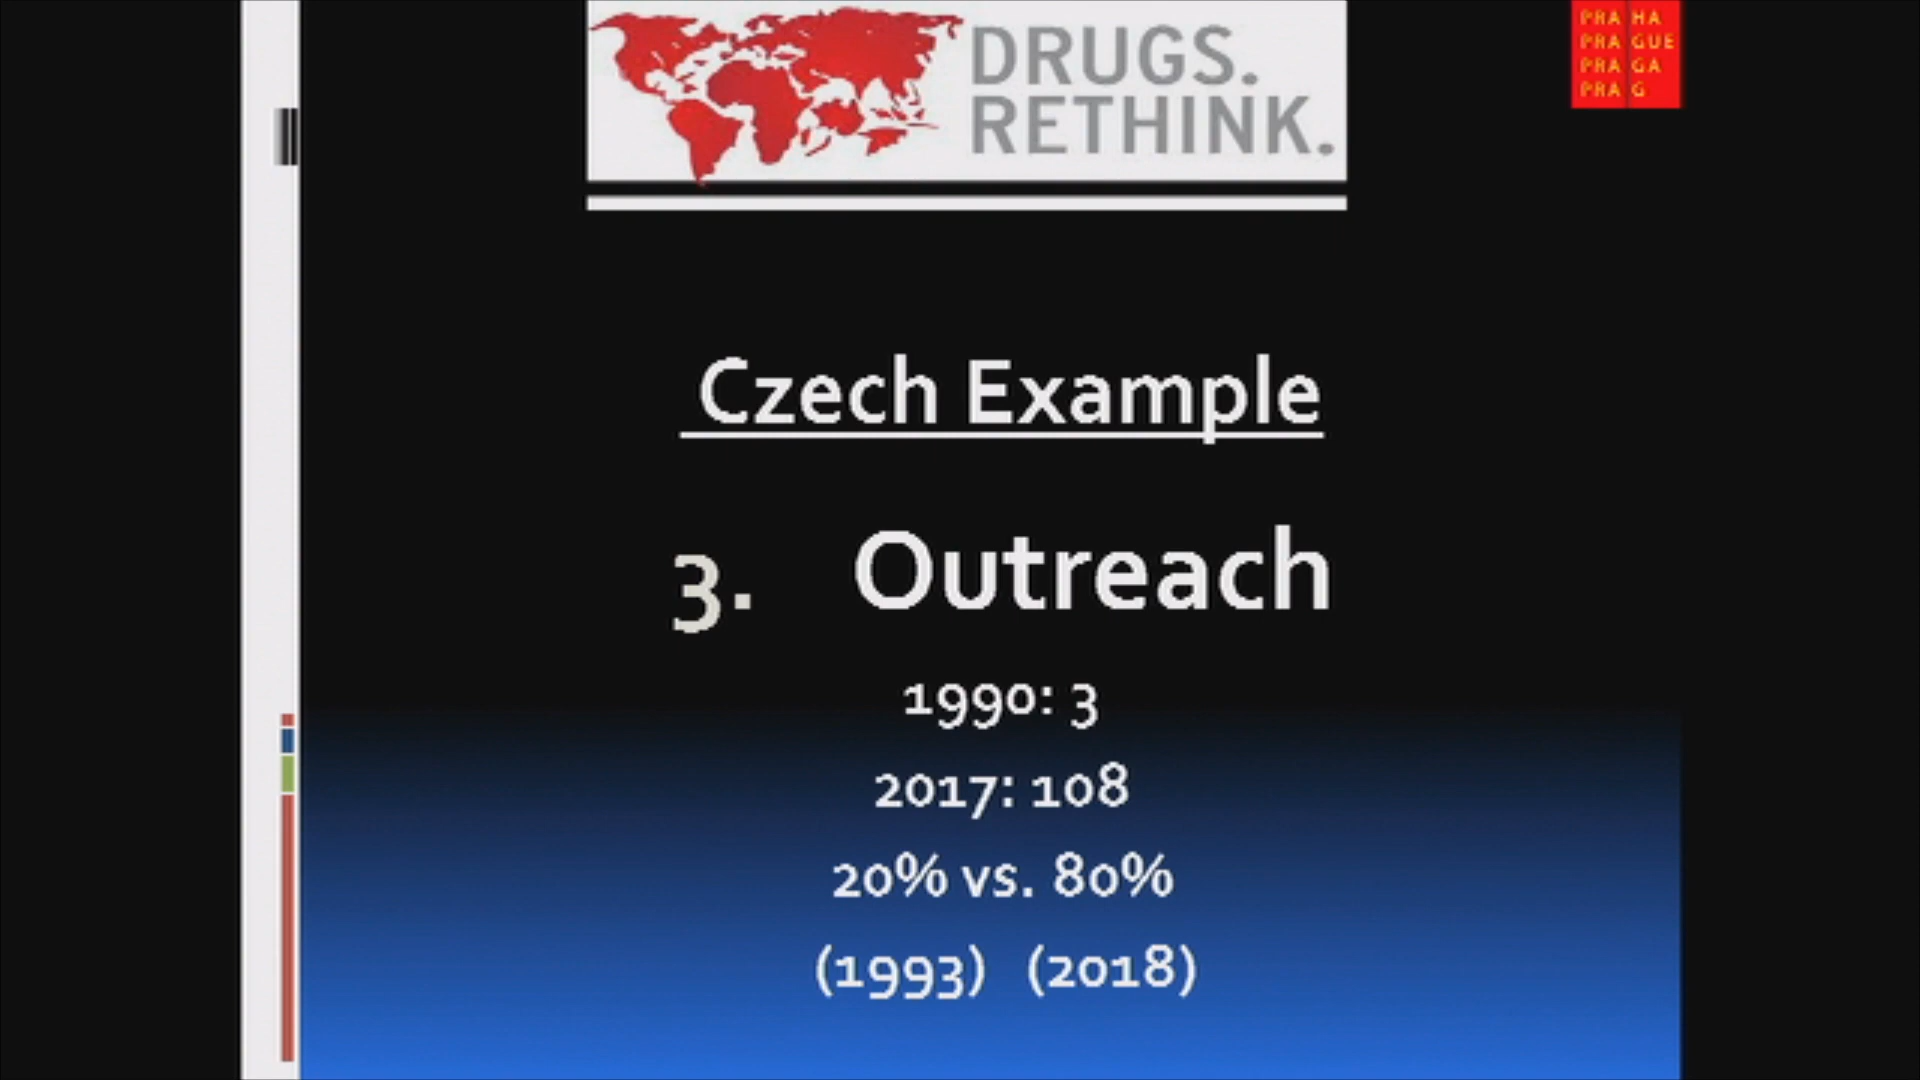 DRUGS.
RETHINK.
PRA HA
PRA GUE
PRA GA
PRA G
Czech Example
3. Outreach
1990: 3
2017: 108
20% vs. 80%
(1993) (2018)